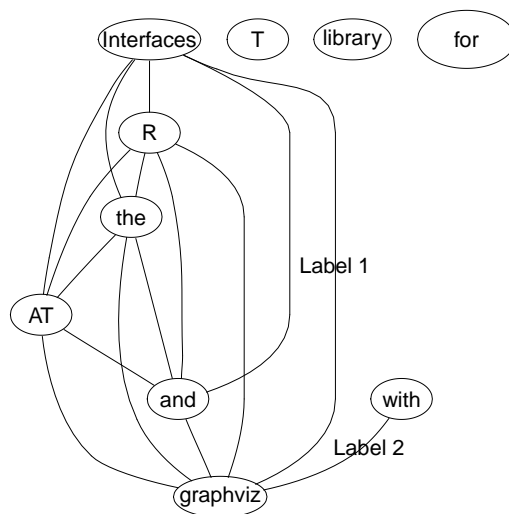 Interfaces T library for
R
the
Label 1
AT
and with
Label 2
graphviz